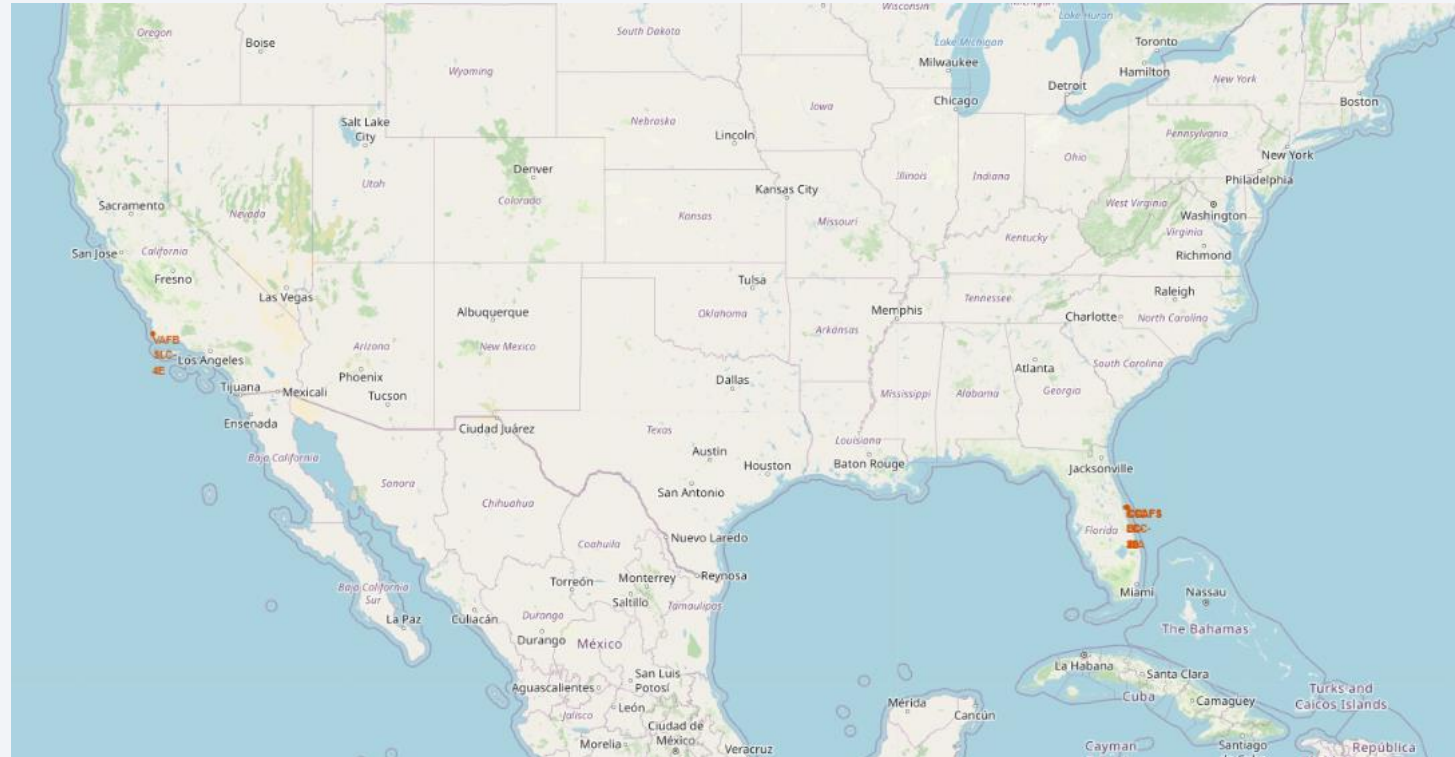 Oregon
Boise
South Dakota
Wisconsin
Michigan
Lake Huron
Wyoming
Lake Michigan
Milwaukee
Toronto
Hamilton
New York
Detroit
Chicago
Boston
Salt Lake
City
Iowa
Nebraska
Lincoln
Pennsylvania
New York
Utah
Denver
Colorado
Illinois
Indiana
Ohio
Philadelphia
Kansas City
Sacramento
Nevada
Kansas
Missouri
West Virginia
Washington
San Jose
California
Kentucky
Virginia
Richmond
Fresno
Las Vegas
Tulsa
Tennessee
Raleigh
Albuquerque
Oklahoma
Memphis
Charlotte
North Carolina
VAFB
SLC-
4E
Los Angeles
Arizona
New Mexico
Arkansas
South Carolina
Tijuana
Mexicali
Phoenix
Tucson
Dallas
Atlanta
Mississippi
Alabama
Georgia
Ensenada
Ciudad Juárez
Texas
Louisiana
Baja California
Austin
Houston
Baton Rouge
Jacksonville
Sonora
San Antonio
Chihuahua
Florida
Coahuila
Nuevo Laredo
Baja California
Sur
Torreón
Monterrey
Reynosa
Miami
Nassau
La Paz
Culiacán
Durango
Saltillo
Tamaulipas
The Bahamas
Durango
México
La Habana
Santa Clara
Aguascalientes
San Luis
Potosí
Mérida
Cuba
Camaguey
Turks and
Caicos Islands
Jalisco
León
Cancún
Morelia
Ciudad de
México
Veracruz
Cayman
Santiago
República